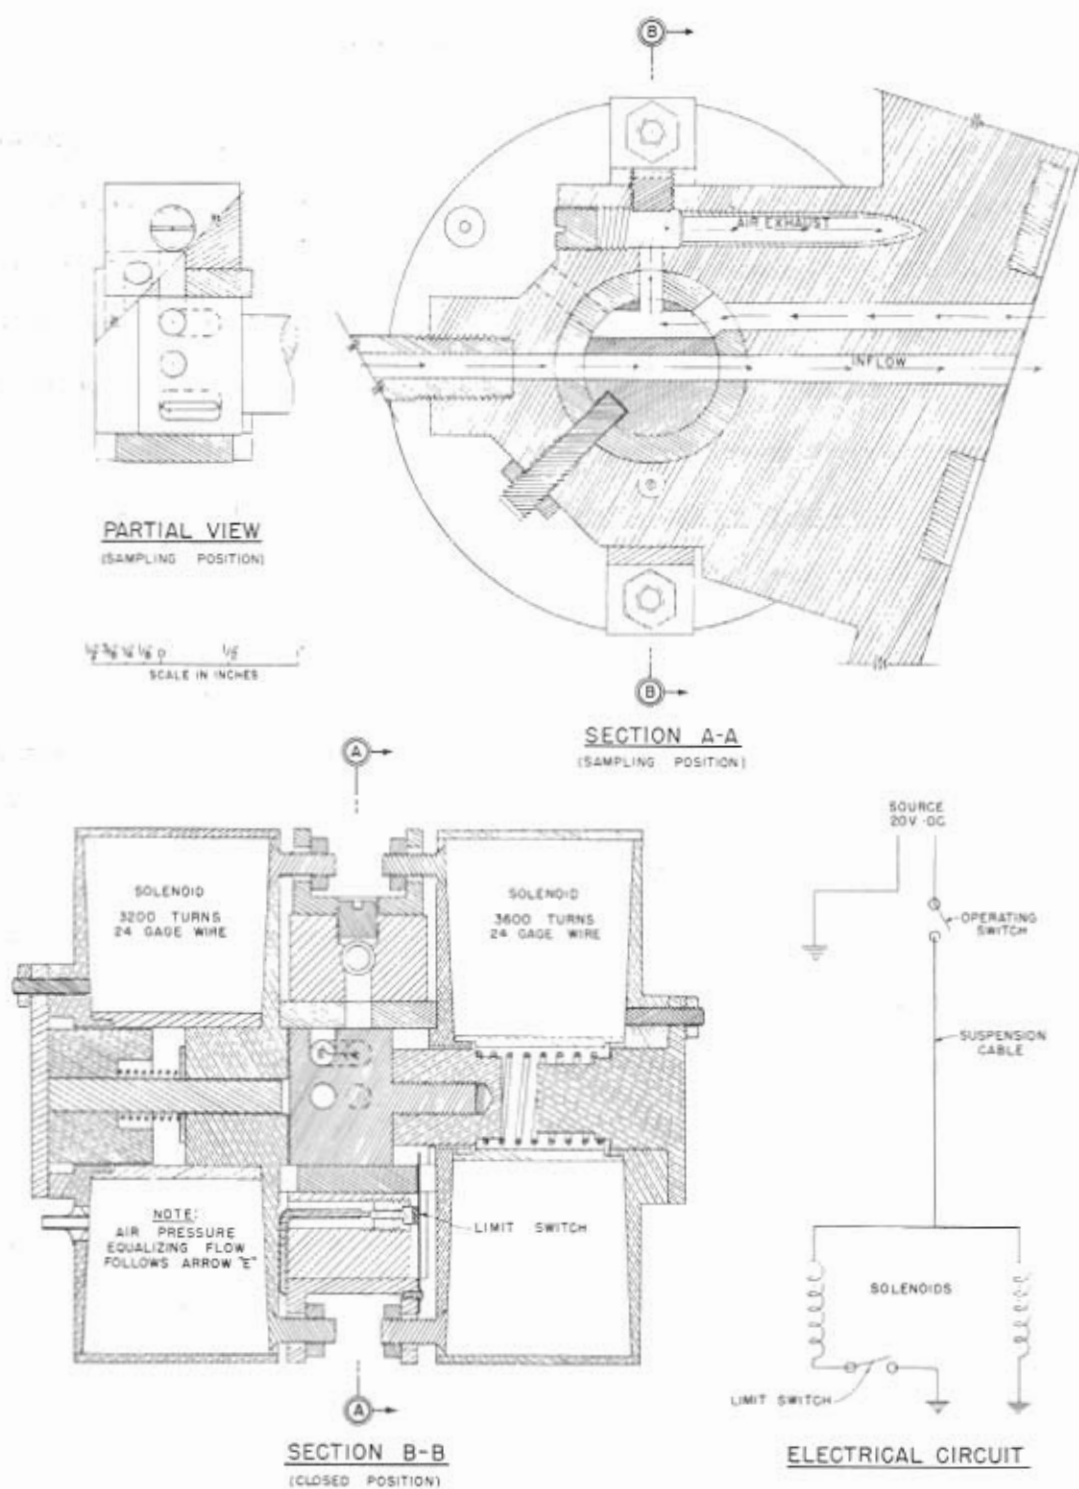 B
AIR EXHAUST
INFLOW
PARTIAL VIEW
(SAMPLING POSITION)
SCALE IN INCHES
B
SECTION A-A
(SAMPLING POSITION)
A
SOLENOID
3200 TURNS
24 GAGE WIRE
SOLENOID
3600 TURNS
24 GAGE WIRE
E
NOTE:
AIR PRESSURE
EQUALIZING FLOW
FOLLOWS ARROW "E"
LIMIT SWITCH
A
SECTION B-B
(CLOSED POSITION)
SOURCE
20V-DC
OPERATING
SWITCH
SUSPENSION
CABLE
SOLENOIDS
LIMIT SWITCH
ELECTRICAL CIRCUIT